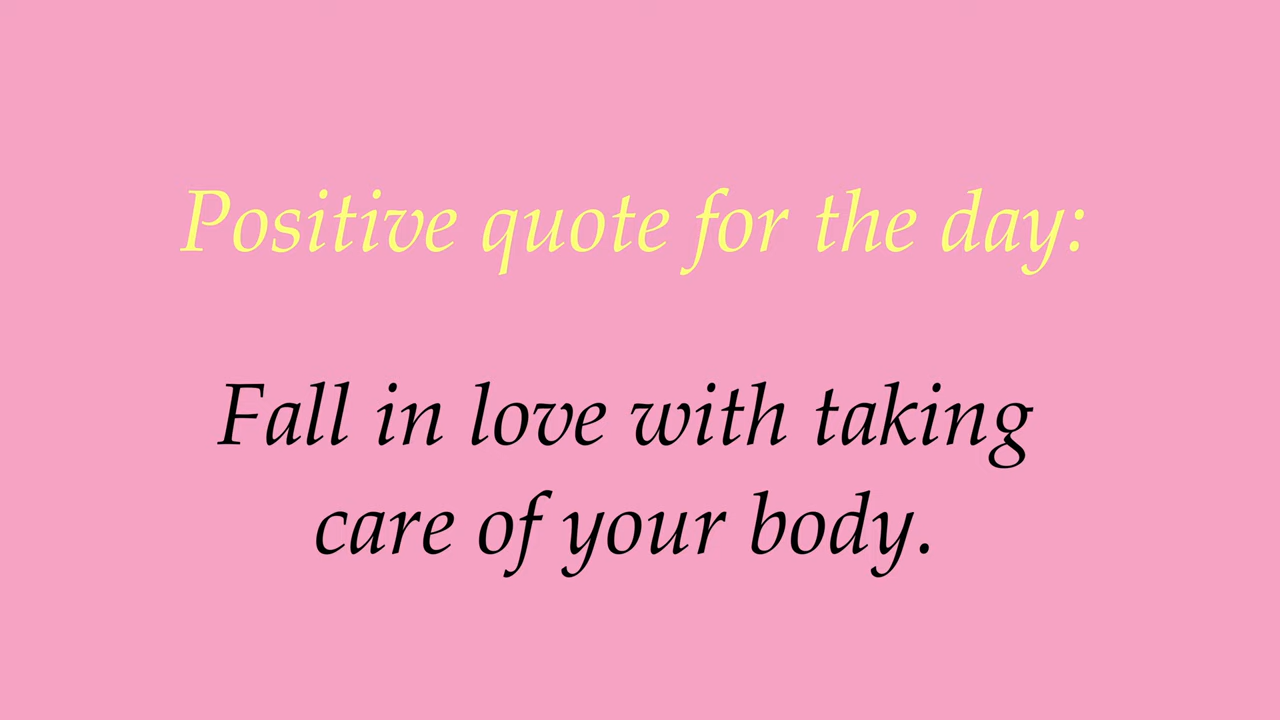 Positive quote for the day:
Fall in love with taking
care of your body.